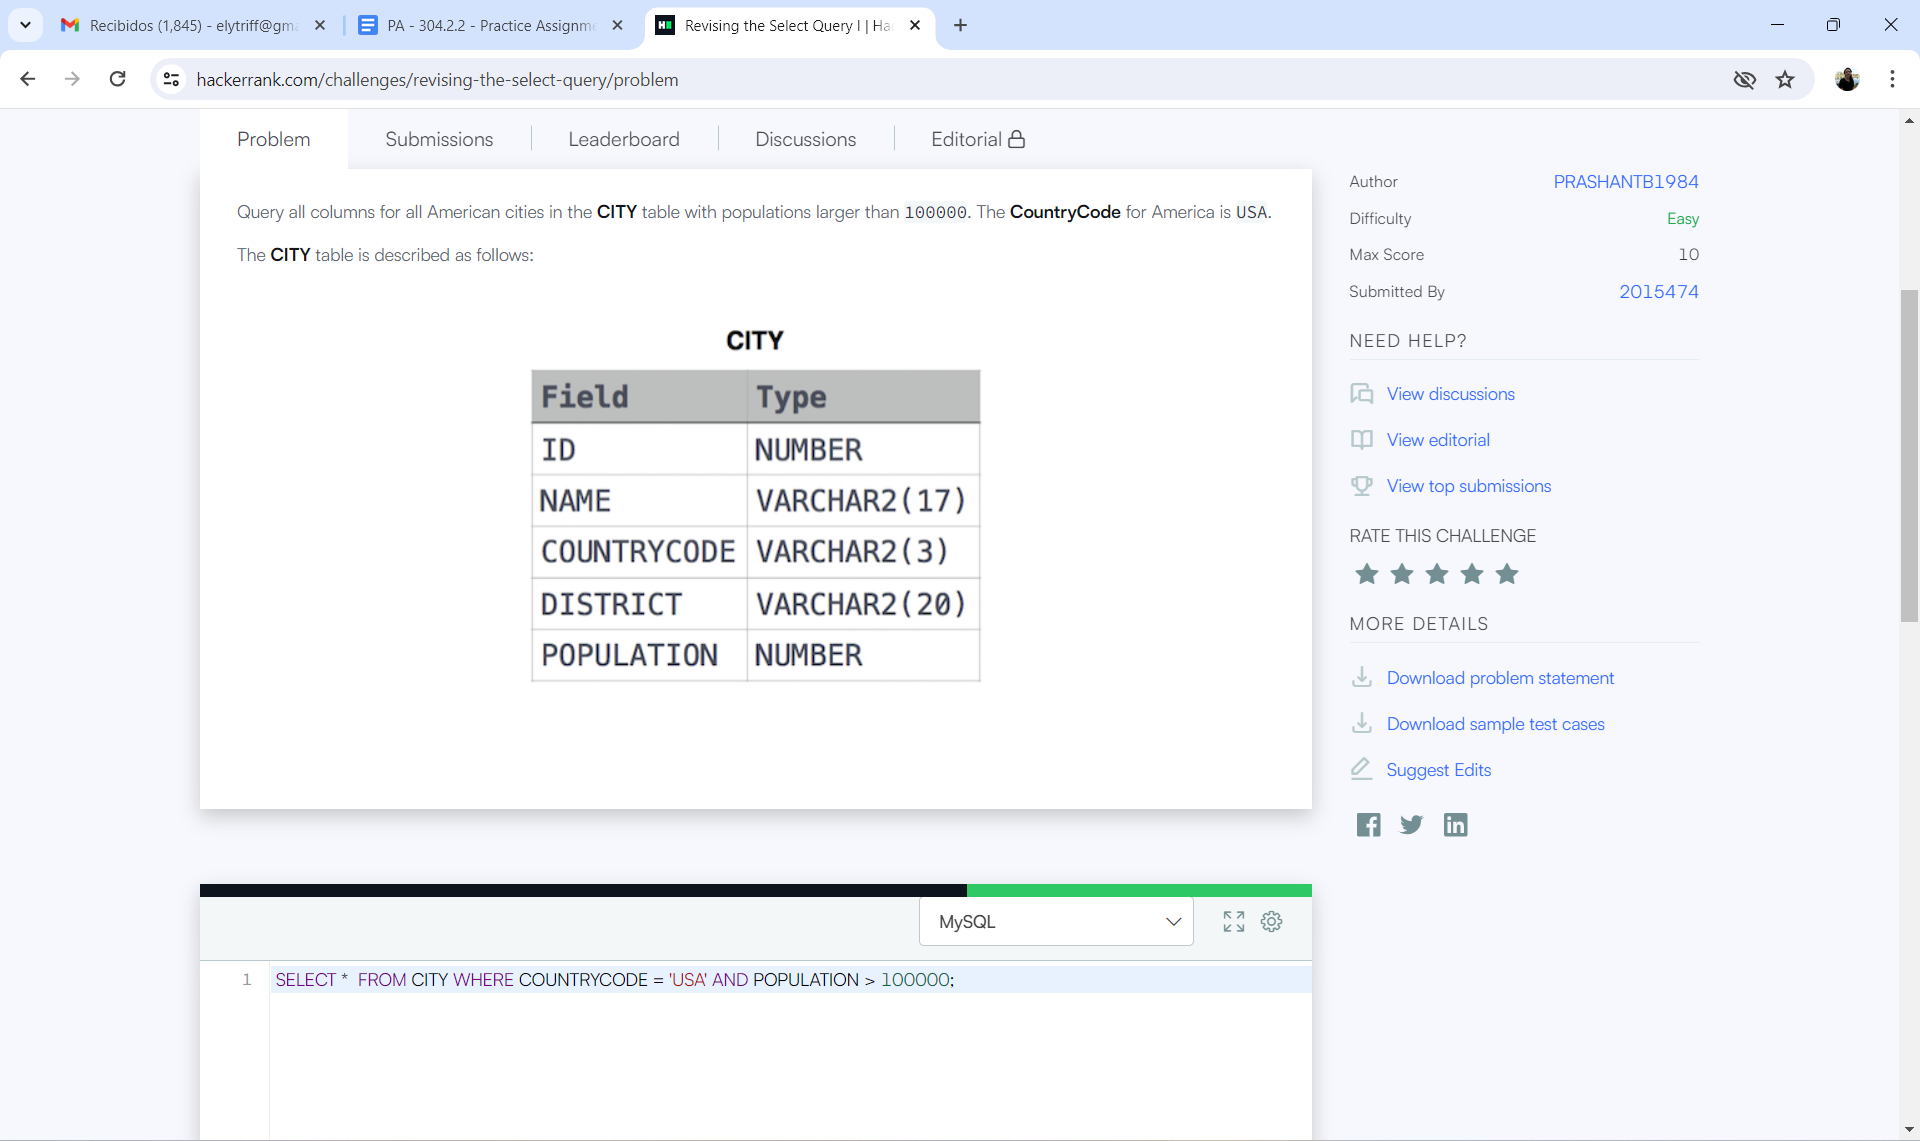 Recibidos (1,845) - elytriff@gma
PA - 304.2.2 - Practice Assignme
Revising the Select Query I | Ha
hackerrank.com/challenges/revising-the-select-query/problem
Problem
Submissions
Leaderboard
Discussions
Editorial
Query all columns for all American cities in the CITY table with populations larger than 100000. The CountryCode for America is USA.
The CITY table is described as follows:
CITY
Field Type
ID NUMBER
NAME VARCHAR2(17)
COUNTRYCODE VARCHAR2(3)
DISTRICT VARCHAR2(20)
POPULATION NUMBER
Author PRASHANTB1984
Difficulty Easy
Max Score 10
Submitted By 2015474
NEED HELP?
View discussions
View editorial
View top submissions
RATE THIS CHALLENGE
MORE DETAILS
Download problem statement
Download sample test cases
Suggest Edits
MySQL
1 SELECT *  FROM CITY WHERE COUNTRYCODE = 'USA' AND POPULATION > 100000;